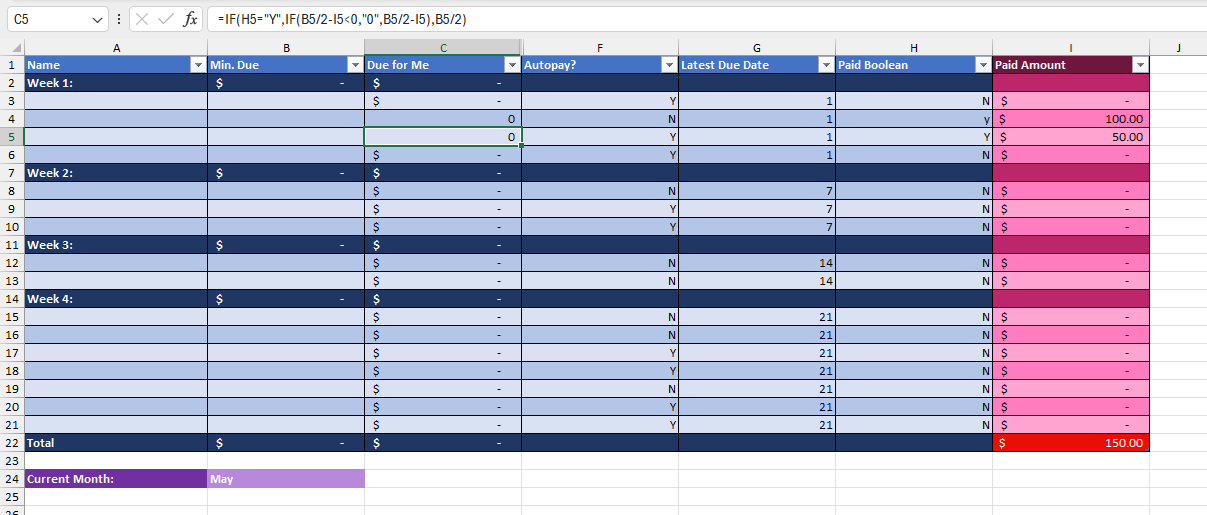 C5 fx =IF(H5="Y",IF(B5/2-I5<0,"0",B5/2-I5),B5/2)
A B C F G H I J
1 Name Min. Due Due for Me Autopay? Latest Due Date Paid Boolean Paid Amount
2 Week 1: $ - $ -
3 $ - Y 1 N $ -
4 0 N 1 y $ 100.00
5 0 Y 1 Y $ 50.00
6 $ - Y 1 N $ -
7 Week 2: $ - $ -
8 $ - N 7 N $ -
9 $ - Y 7 N $ -
10 $ - Y 7 N $ -
11 Week 3: $ - $ -
12 $ - N 14 N $ -
13 $ - N 14 N $ -
14 Week 4: $ - $ -
15 $ - N 21 N $ -
16 $ - N 21 N $ -
17 $ - Y 21 N $ -
18 $ - Y 21 N $ -
19 $ - N 21 N $ -
20 $ - Y 21 N $ -
21 $ - Y 21 N $ -
22 Total $ - $ - $ 150.00
23
24 Current Month: May
25
26